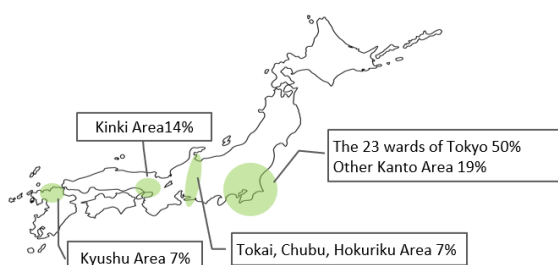 Kinki Area14%
The 23 wards of Tokyo 50%
Other Kanto Area 19%
Tokai, Chubu, Hokuriku Area 7%
Kyushu Area 7%